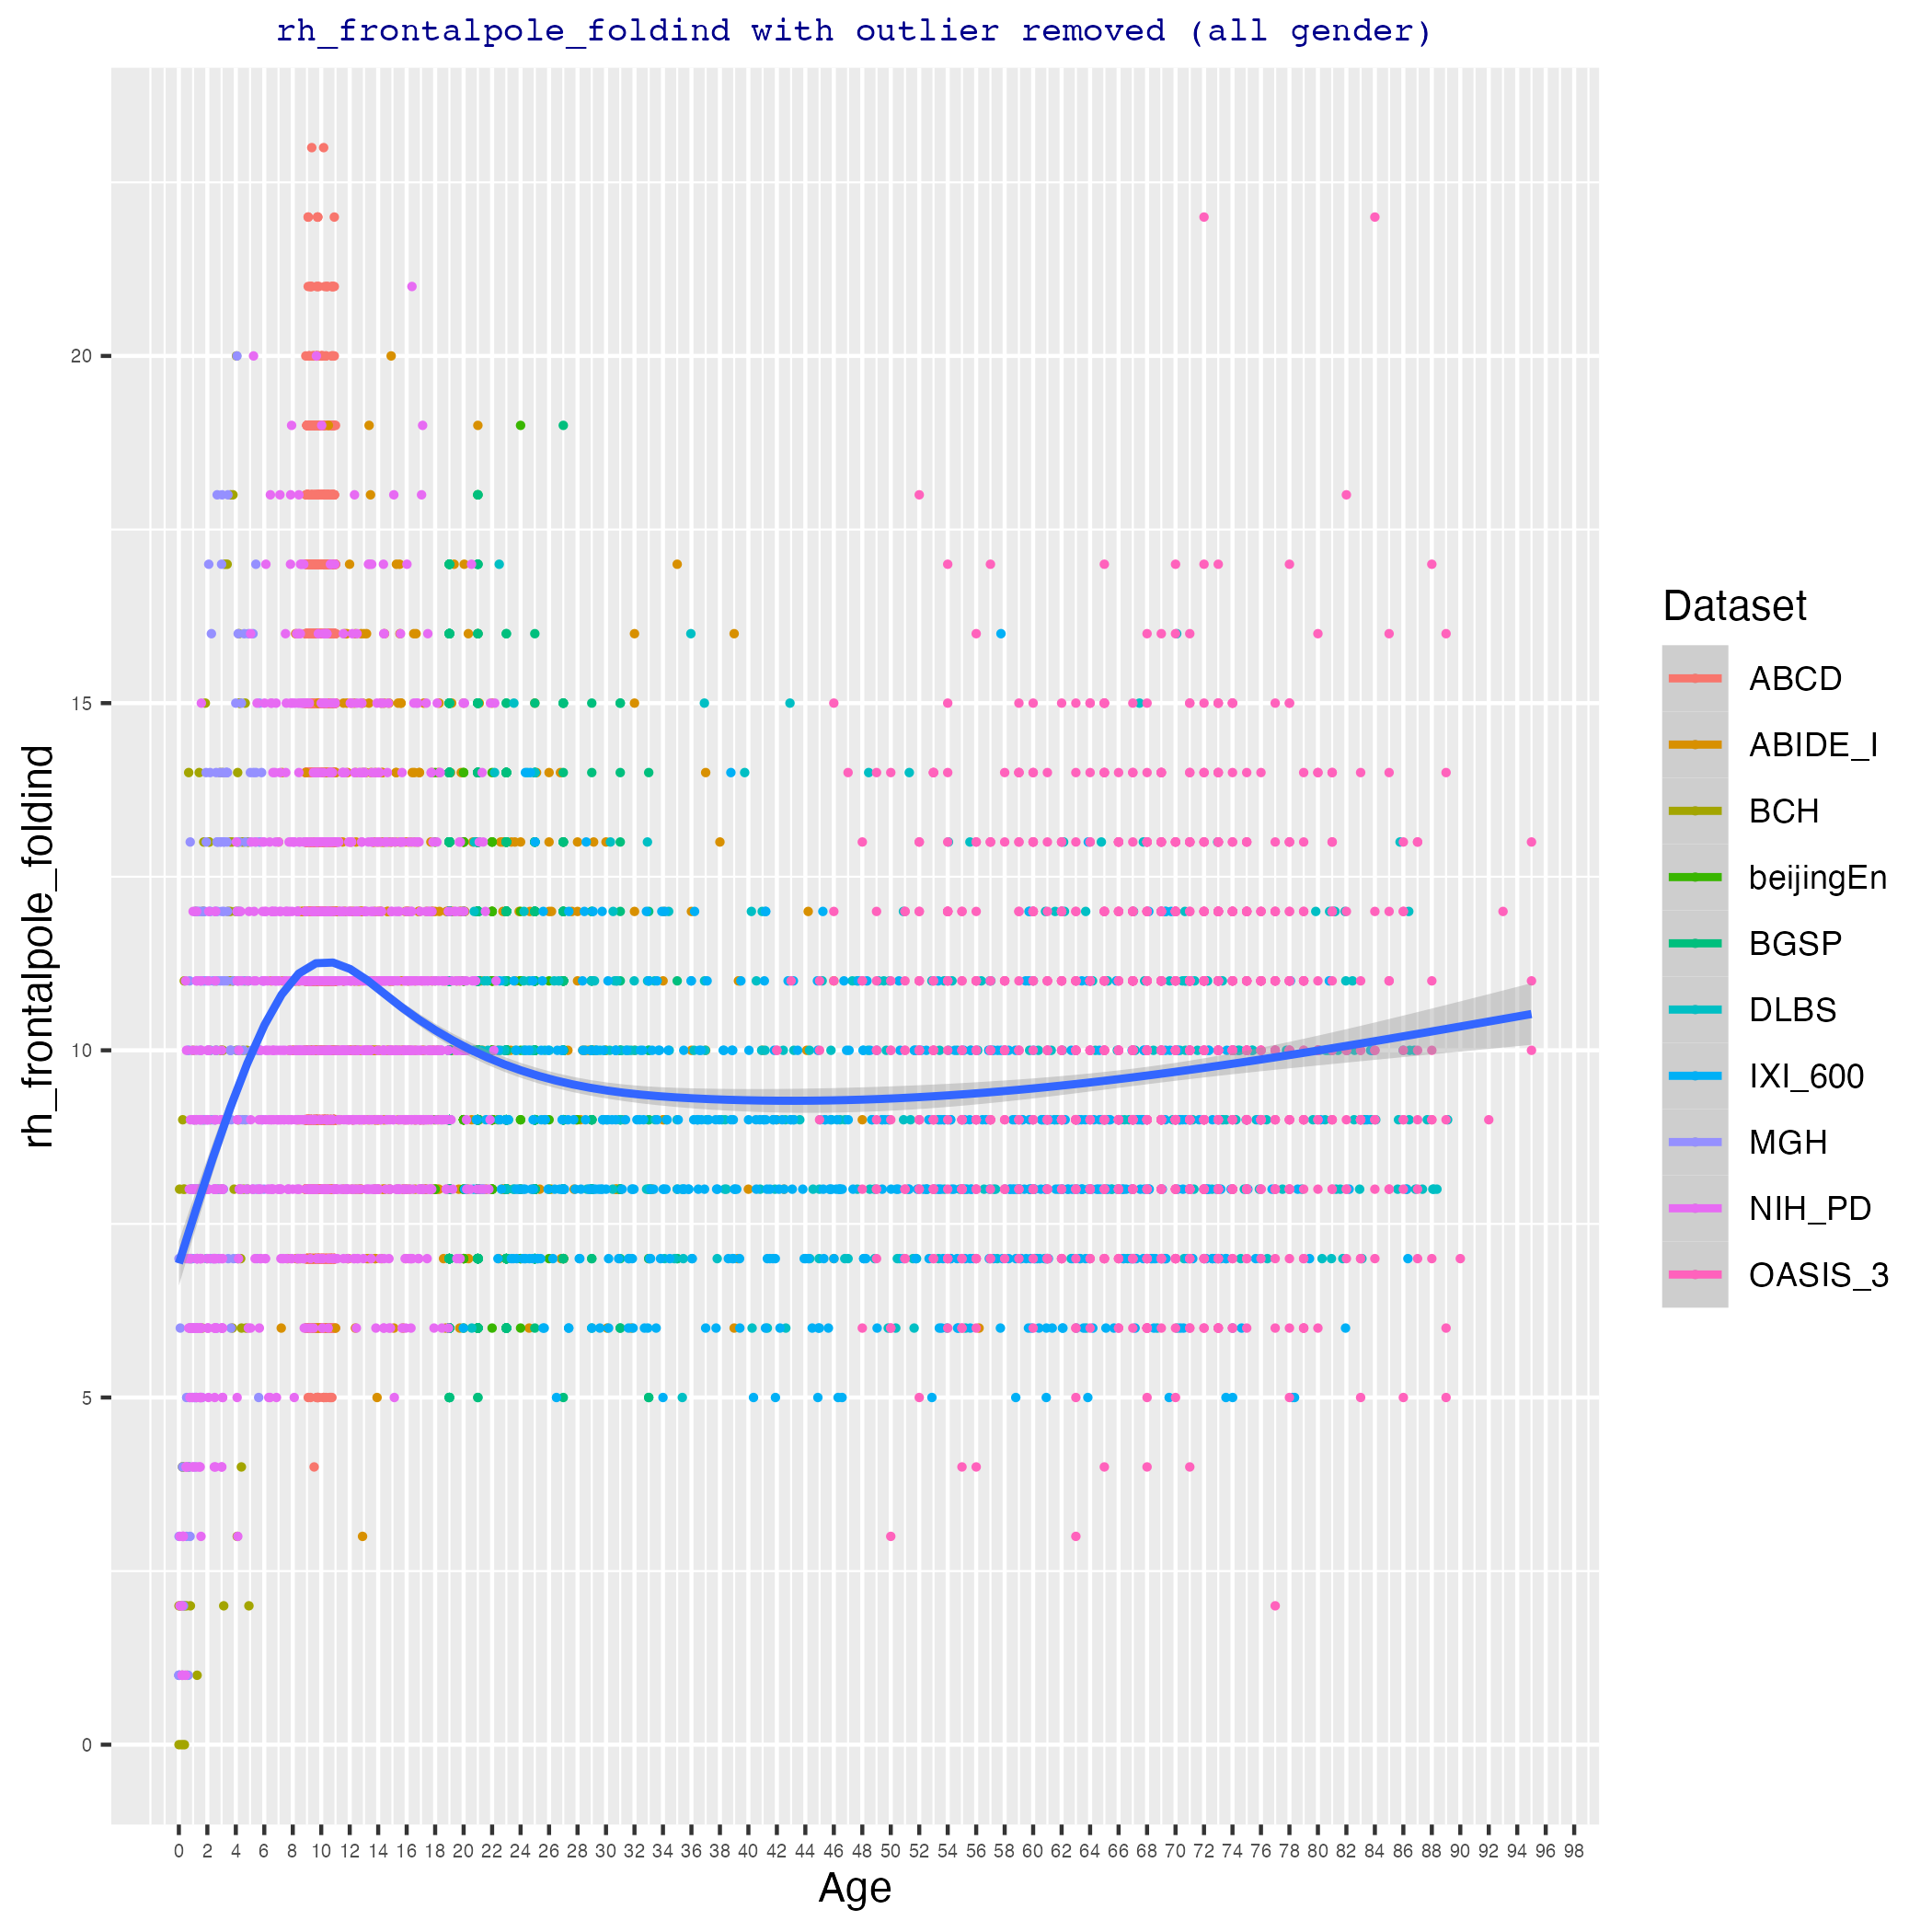 rh_frontalpole_foldind with outlier removed (all gender)
rh_frontalpole_foldind
20
15
10
5
0
0 2 4 6 8 10 12 14 16 18 20 22 24 26 28 30 32 34 36 38 40 42 44 46 48 50 52 54 56 58 60 62 64 66 68 70 72 74 76 78 80 82 84 86 88 90 92 94 96 98
Age
Dataset
ABCD
ABIDE_I
BCH
beijingEn
BGSP
DLBS
IXI_600
MGH
NIH_PD
OASIS_3